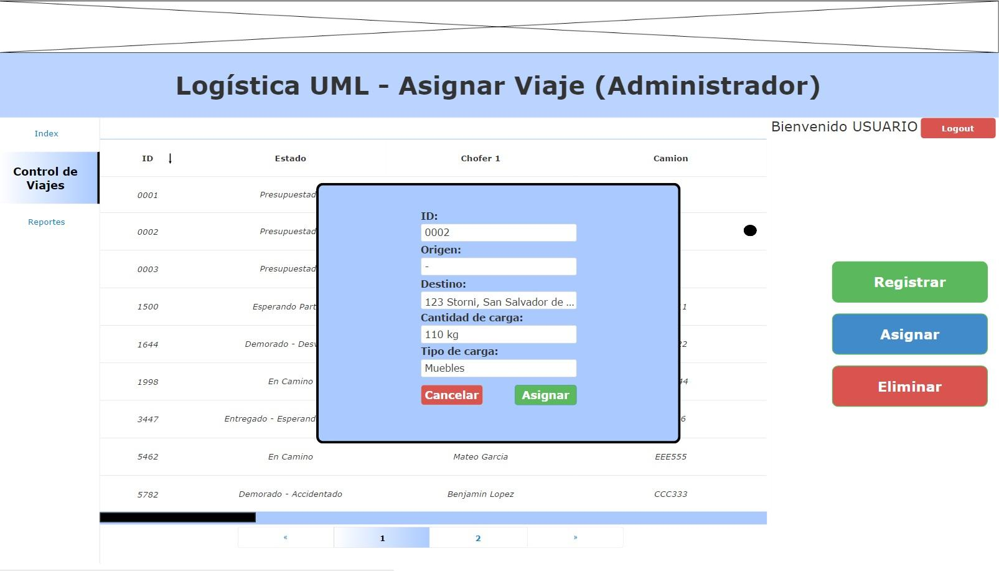 Logística UML - Asignar Viaje (Administrador)
Index
Control de
Viajes
Reportes
Bienvenido USUARIO Logout
ID ↓ Estado Chofer 1 Camion
0001 Presupuestad
0002 Presupuestad
0003 Presupuestad
1500 Esperando Part 1
1644 Demorado - Desv 22
1998 En Camino 44
3447 Entregado - Esperand 6
5462 En Camino Mateo Garcia EEE555
5782 Demorado - Accidentado Benjamin Lopez CCC333
« 1 2 »
ID:
0002
Origen:
-
Destino:
123 Storni, San Salvador de ...
Cantidad de carga:
110 kg
Tipo de carga:
Muebles
Cancelar Asignar
Registrar
Asignar
Eliminar